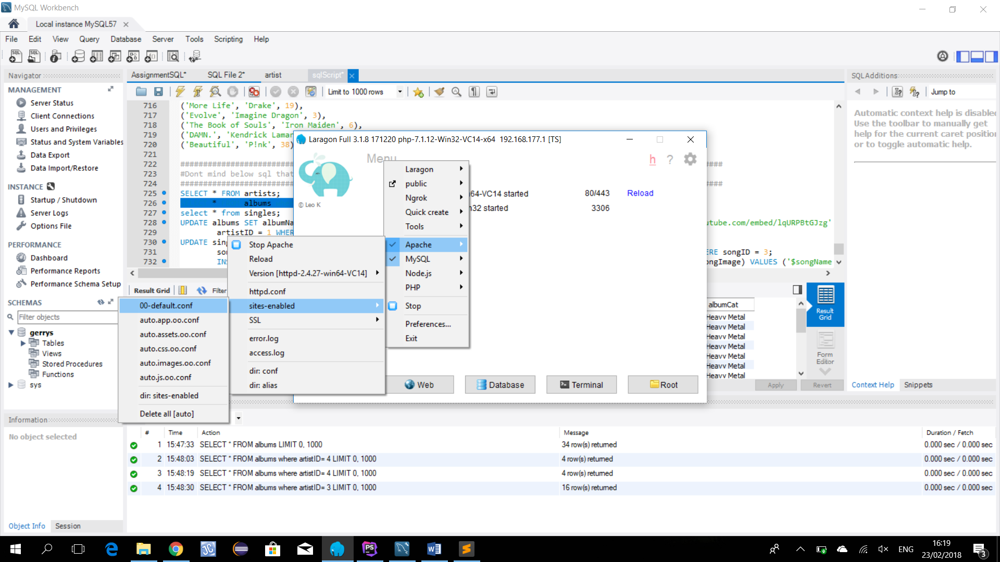 MySQL Workbench
Local instance MySQL57
File Edit View Query Database Server Tools Scripting Help
Navigator
MANAGEMENT
Server Status
Client Connections
Users and Privileges
Status and System Variables
Data Export
Data Import/Restore
INSTANCE
Startup / Shutdown
Server Logs
Options File
PERFORMANCE
Dashboard
Performance Reports
Performance Schema Setup
SCHEMAS
Filter objects
gerrys
Tables
Views
Stored Procedures
Functions
sys
Information
No object selected
Object Info Session
AssignmentSQL* SQL File 2* artist sqlScript*
Limit to 1000 rows
716 ('More Life', 'Drake', 19),
717 ('Evolve', 'Imagine Dragon', 3),
718 ('The Book of Souls', 'Iron Maiden', 6),
719 ('DAMN.', 'Kendrick Lamar
720 ('Beautiful', 'P!nk', 38)
721
722 ####
723 #Dont mind below sql that
724 ####
725 SELECT * FROM artists;
726 * albums
727 select * from singles;
728 UPDATE albums SET albumNa utube.com/embed/lqURPBtGJzg'
729 artistID = 1 WHER
730 UPDATE sin
731 so ERE songID = 3;
732 IN ongImage) VALUES ('$songName
Result Grid Filter
albumCat
Heavy Metal
Heavy Metal
Heavy Metal
Heavy Metal
Heavy Metal
Heavy Metal
Heavy Metal
Result Grid
Form Editor
Apply Revert
SQLAdditions
Jump to
Automatic context help is disabled
Use the toolbar to manually get
help for the current caret position
or to toggle automatic help.
Context Help Snippets
Laragon Full 3.1.8 171220 php-7.1.12-Win32-VC14-x64 192.168.177.1 [TS]
Menu
h ?
© Leo K
64-VC14 started 80/443 Reload
n32 started 3306
Web Database Terminal Root
Laragon
public
Ngrok
Quick create
Tools
Apache
MySQL
Node.js
PHP
Stop
Preferences...
Exit
Stop Apache
Reload
Version [httpd-2.4.27-win64-VC14]
httpd.conf
sites-enabled
SSL
error.log
access.log
dir: conf
dir: alias
00-default.conf
auto.app.oo.conf
auto.assets.oo.conf
auto.css.oo.conf
auto.images.oo.conf
auto.js.oo.conf
dir: sites-enabled
Delete all [auto]
# Time Action Message Duration / Fetch
1 15:47:33 SELECT * FROM albums LIMIT 0, 1000 34 row(s) returned 0.000 sec / 0.000 sec
2 15:48:03 SELECT * FROM albums where artistID= 4 LIMIT 0, 1000 4 row(s) returned 0.000 sec / 0.000 sec
3 15:48:19 SELECT * FROM albums where artistID= 4 LIMIT 0, 1000 4 row(s) returned 0.000 sec / 0.000 sec
4 15:48:30 SELECT * FROM albums where artistID= 3 LIMIT 0, 1000 16 row(s) returned 0.000 sec / 0.000 sec
ENG
16:19
23/02/2018
3